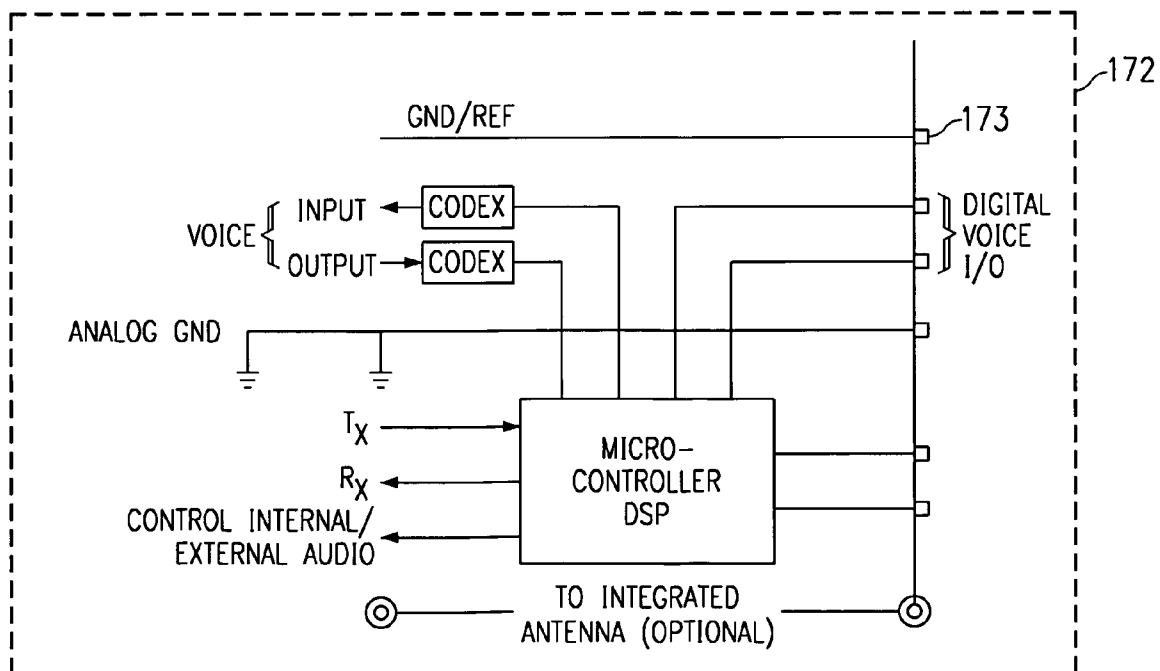 172
GND/REF
173
VOICE
INPUT
CODEX
OUTPUT
CODEX
DIGITAL
VOICE
I/O
ANALOG GND
TX
RX
CONTROL INTERNAL/
EXTERNAL AUDIO
MICRO-
CONTROLLER
DSP
TO INTEGRATED
ANTENNA (OPTIONAL)